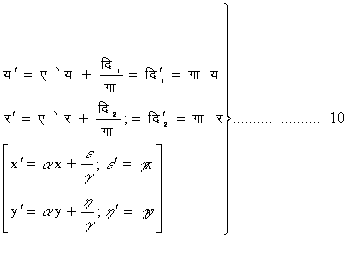 य′ = ए`य + दि₁/गा = दि′₁ = गा य
र′ = ए`र + दि₂/गा ; = दि′₂ = गा र .......... .......... 10
x′ = αx + ε/γ; ε′ = γx
y′ = αy + η/γ; η′ = γy